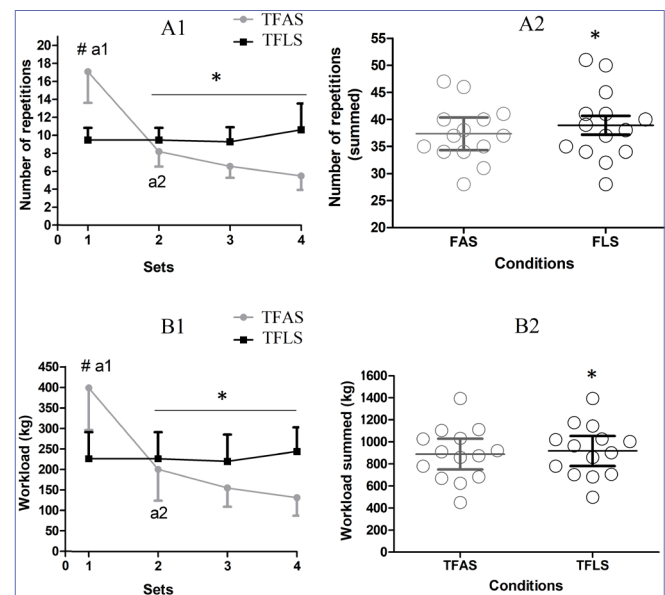 A1
TFAS
TFLS
# a1
*
a2
Number of repetitions
20
18
16
14
12
10
8
6
4
2
0
0 1 2 3 4
Sets
A2
*
Number of repetitions
(summed)
55
50
45
40
35
30
25
20
FAS FLS
Conditions
B1
TFAS
TFLS
# a1
*
a2
Workload (kg)
450
400
350
300
250
200
150
100
50
0
0 1 2 3 4
Sets
B2
*
Workload summed (kg)
1600
1400
1200
1000
800
600
400
200
0
TFAS TFLS
Conditions